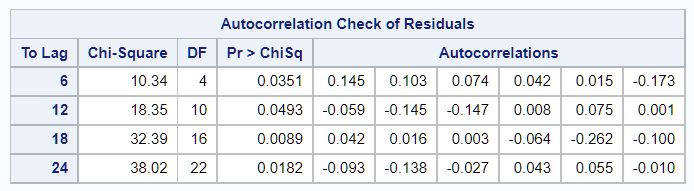 Autocorrelation Check of Residuals
To Lag Chi-Square DF Pr > ChiSq Autocorrelations
6 10.34 4 0.0351 0.145 0.103 0.074 0.042 0.015 -0.173
12 18.35 10 0.0493 -0.059 -0.145 -0.147 0.008 0.075 0.001
18 32.39 16 0.0089 0.042 0.016 0.003 -0.064 -0.262 -0.100
24 38.02 22 0.0182 -0.093 -0.138 -0.027 0.043 0.055 -0.010